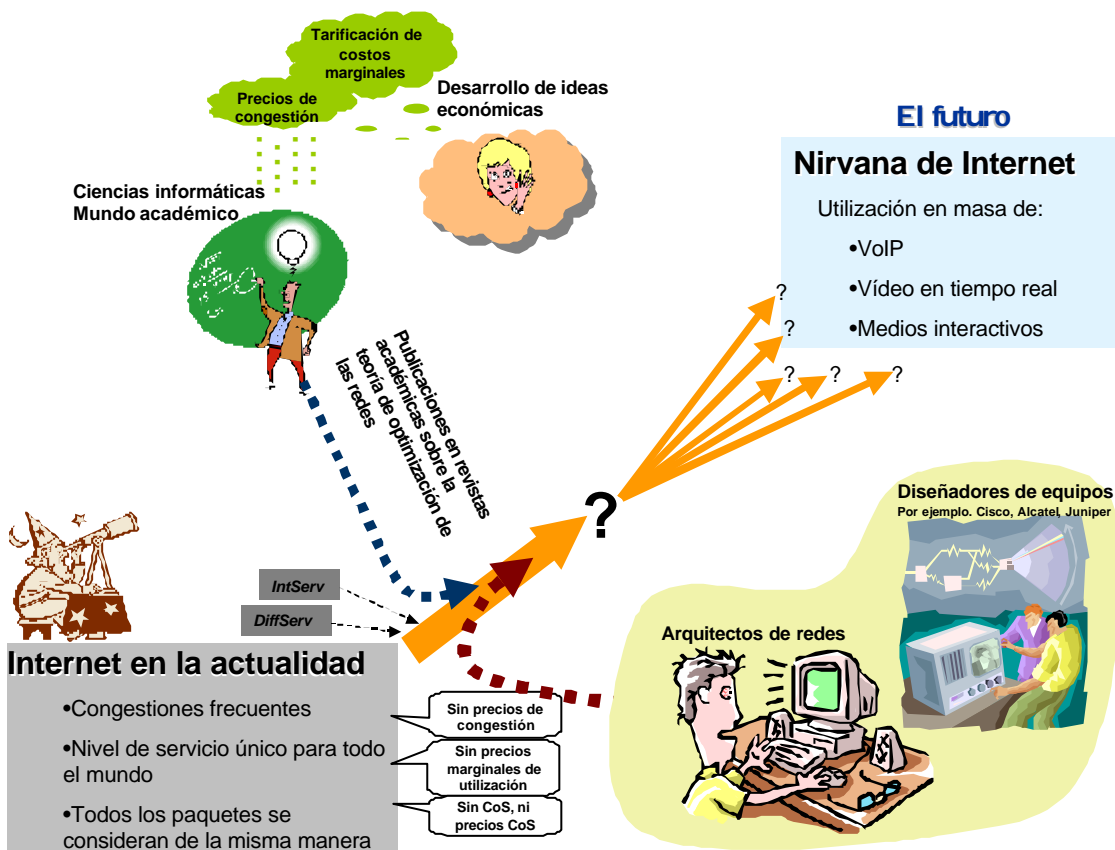 Tarificación de
costos
marginales
Precios de
congestión
Desarrollo de ideas
económicas
Ciencias informáticas
Mundo académico
El futuro
Nirvana de Internet
Utilización en masa de:
•VoIP
•Vídeo en tiempo real
•Medios interactivos
?
?
? ? ?
Publicaciones en revistas
académicas sobre la
teoría de optimización de
las redes
?
Diseñadores de equipos
Por ejemplo. Cisco, Alcatel, Juniper
IntServ
DiffServ
Arquitectos de redes
Internet en la actualidad
•Congestiones frecuentes
•Nivel de servicio único para todo
el mundo
•Todos los paquetes se
consideran de la misma manera
Sin precios de
congestión
Sin precios
marginales de
utilización
Sin CoS, ni
precios CoS